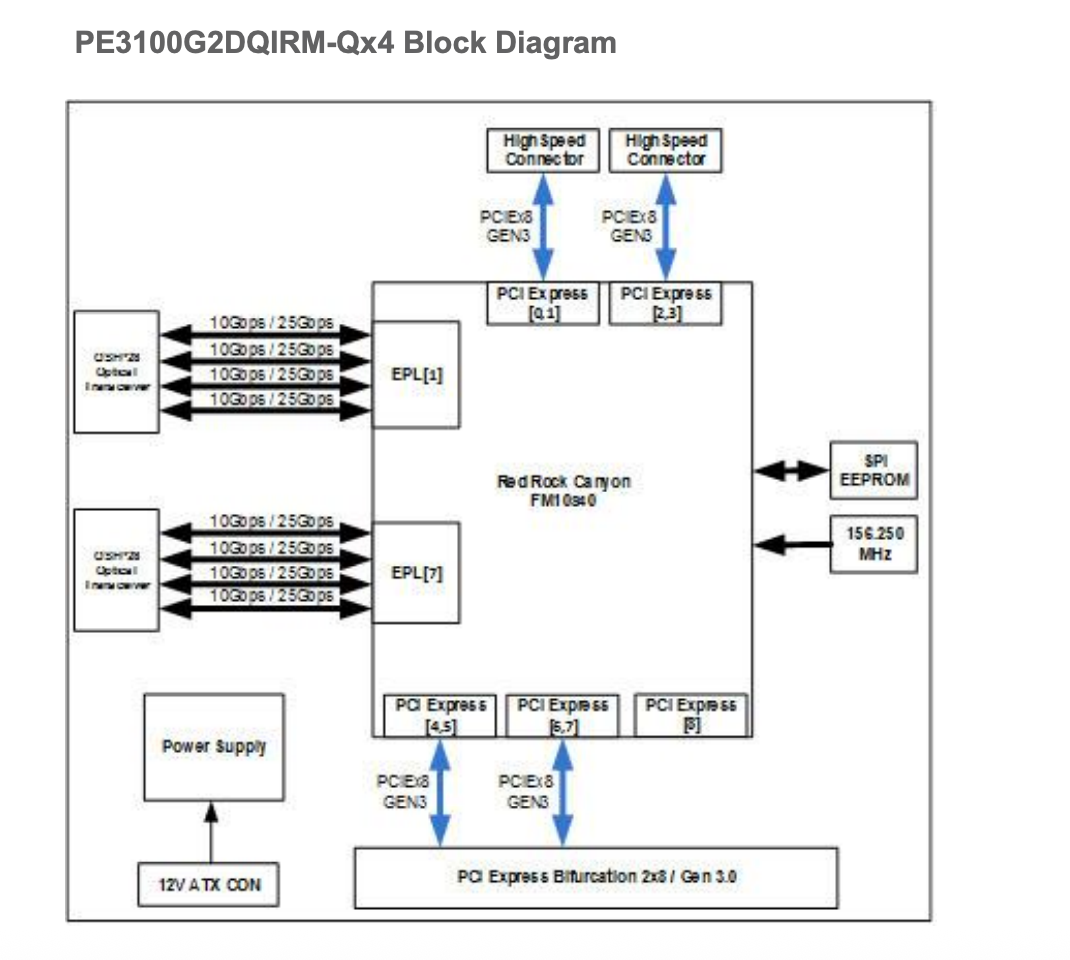 PE3100G2DQIRM-Qx4 Block Diagram
High Speed
Connector
High Speed
Connector
PCIEx8
GEN3
PCIEx8
GEN3
PCI Express
[0,1]
PCI Express
[2,3]
QSFP28
Optical
Transceiver
10Gbps / 25Gbps
10Gbps / 25Gbps
10Gbps / 25Gbps
10Gbps / 25Gbps
EPL[1]
Red Rock Canyon
FM10840
SPI
EEPROM
156.250
MHz
QSFP28
Optical
Transceiver
10Gbps / 25Gbps
10Gbps / 25Gbps
10Gbps / 25Gbps
10Gbps / 25Gbps
EPL[7]
PCI Express
[4,5]
PCI Express
[6,7]
PCI Express
[8]
Power Supply
PCIEx8
GEN3
PCIEx8
GEN3
12V ATX CON
PCI Express Bifurcation 2x8 / Gen 3.0